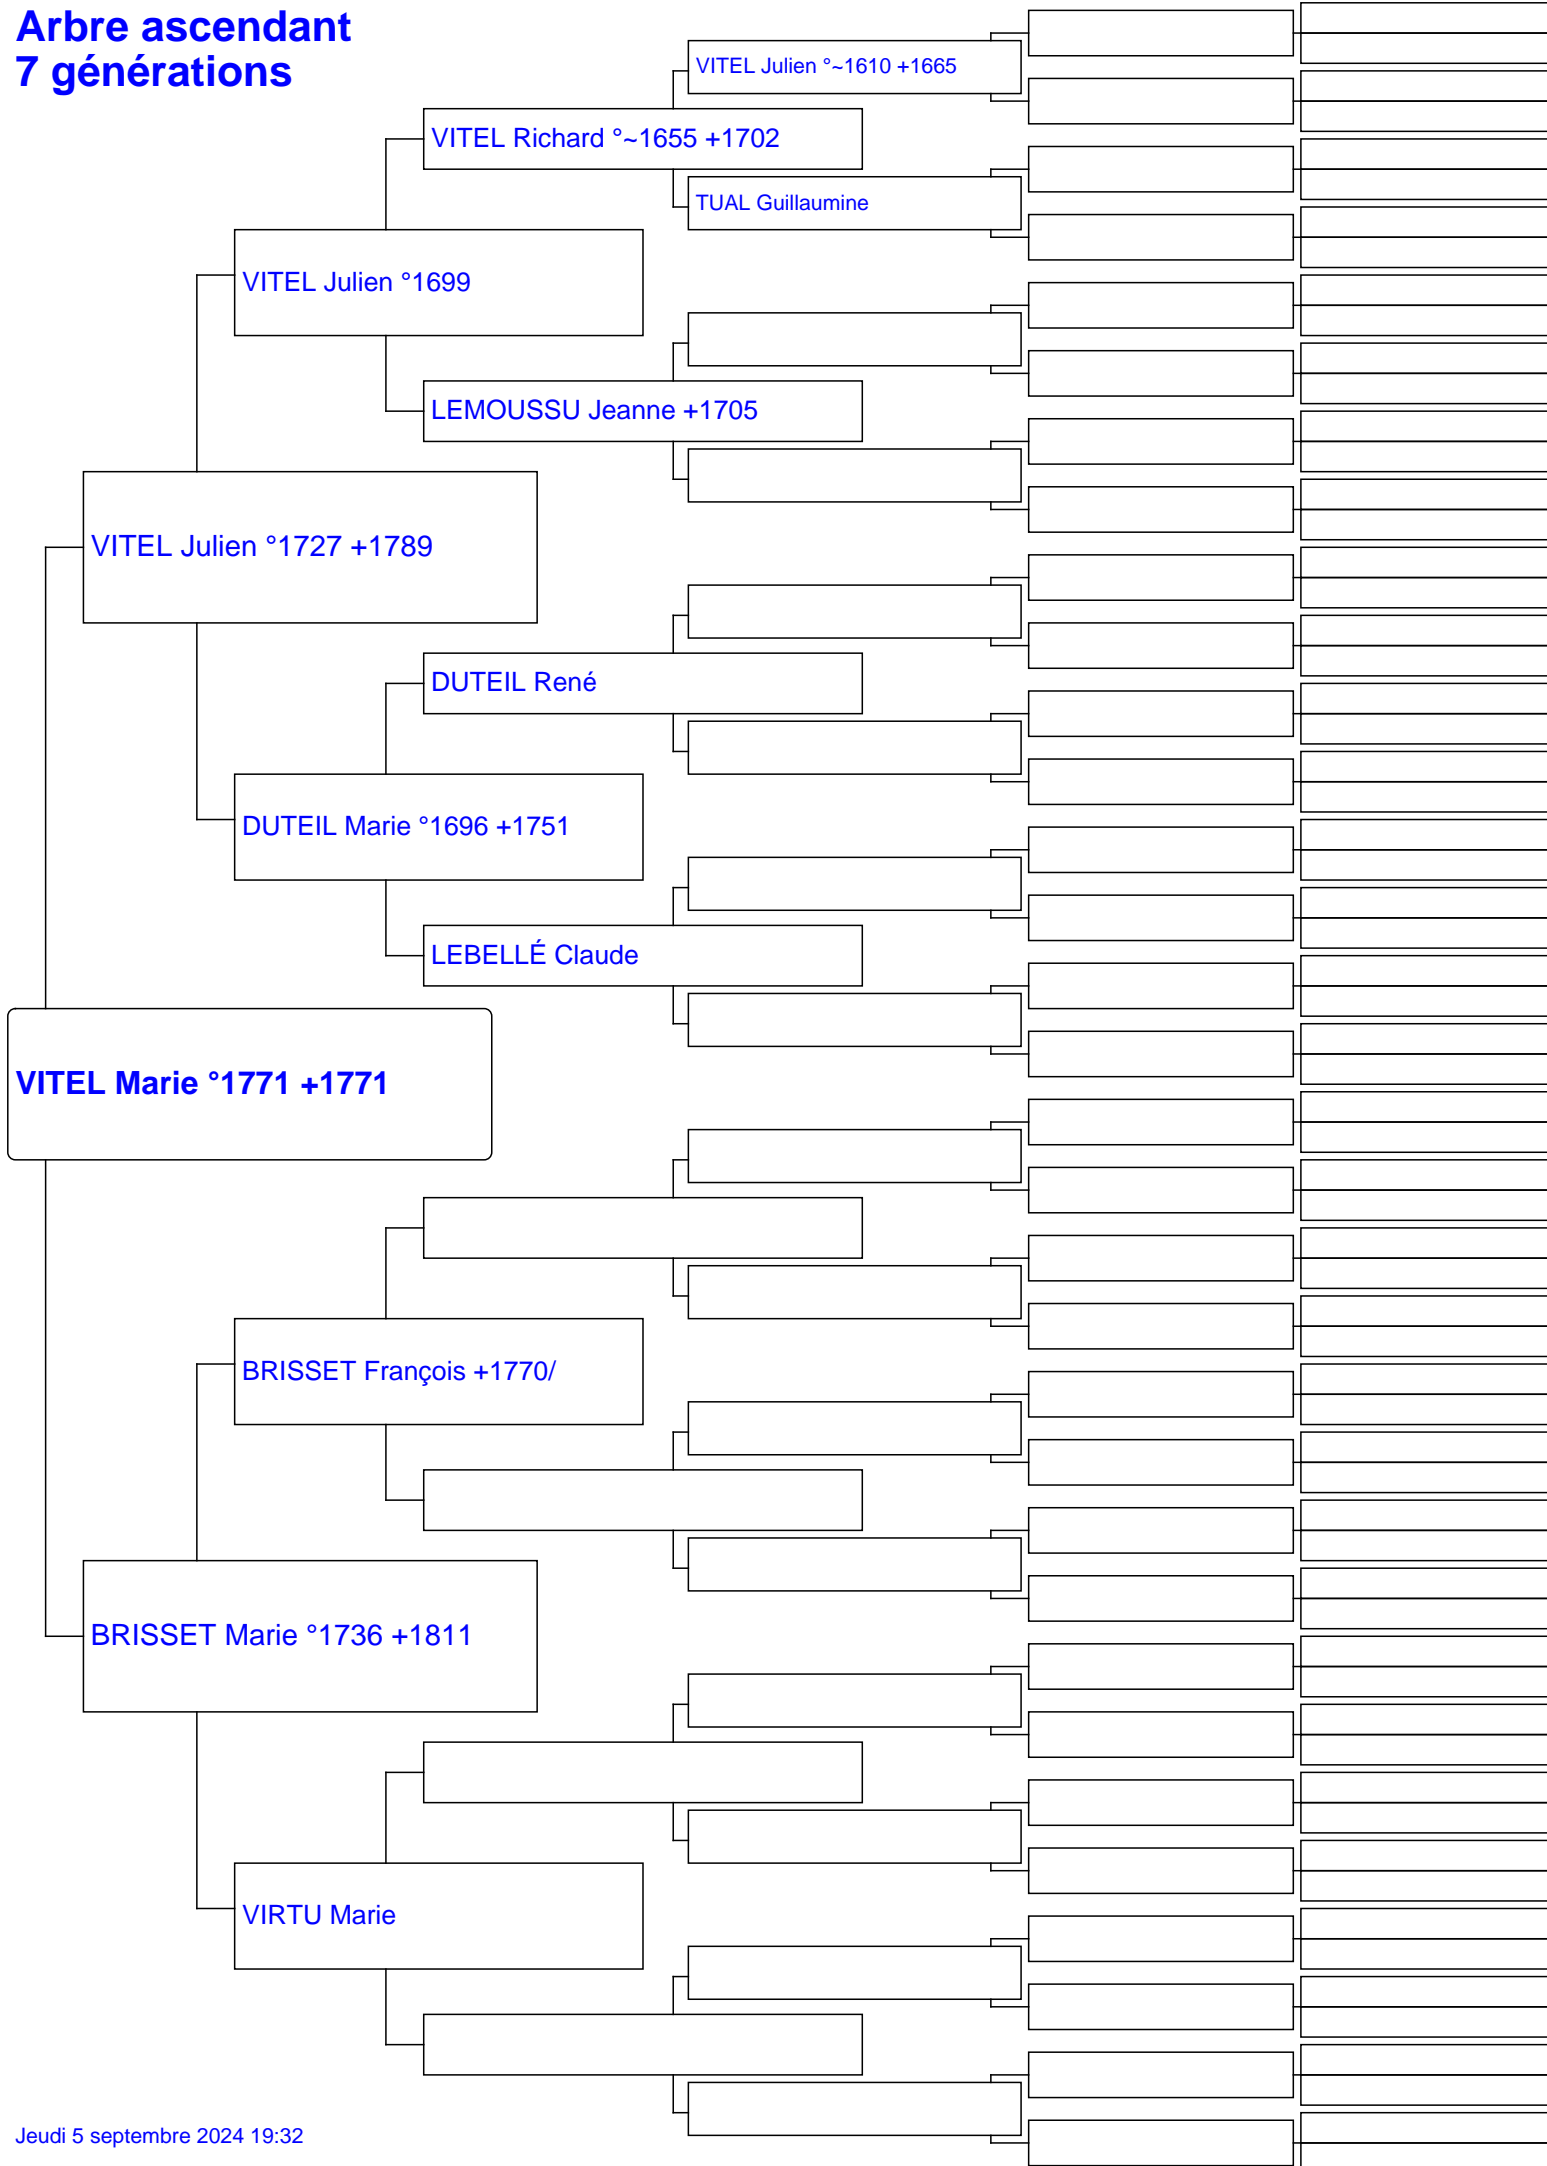 Arbre ascendant
7 générations
VITEL Julien °~1610 +1665
VITEL Richard °~1655 +1702
TUAL Guillaumine
VITEL Julien °1699
LEMOUSSU Jeanne +1705
VITEL Julien °1727 +1789
DUTEIL René
DUTEIL Marie °1696 +1751
LEBELLÉ Claude
VITEL Marie °1771 +1771
BRISSET François +1770/
BRISSET Marie °1736 +1811
VIRTU Marie
Jeudi 5 septembre 2024 19:32